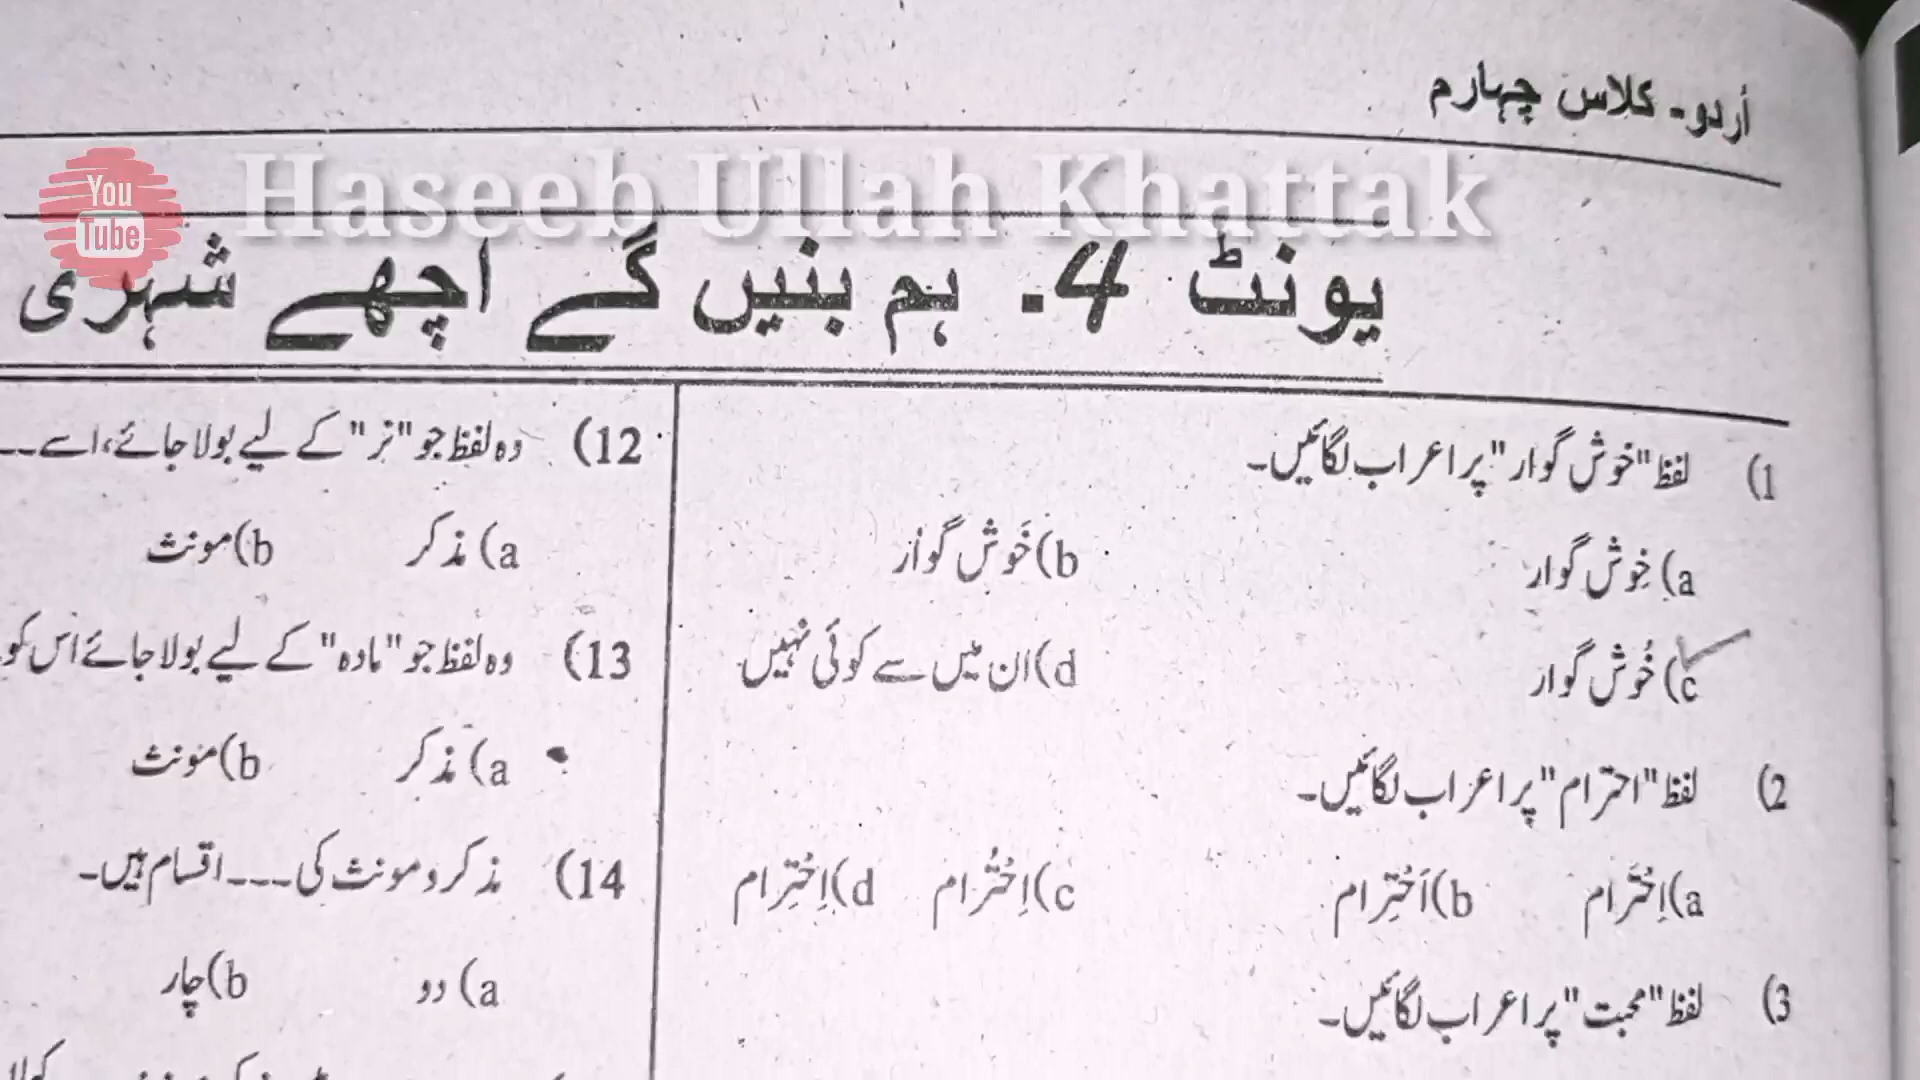 اُردو۔ کلاس چہارم
You
Tube
Haseeb Ullah Khattak
یونٹ 4. ہم بنیں گے اچھے شہری
1) لفظ "خوش گوار" پر اعراب لگائیں۔
a) خِوش گوار b) خَوش گوار
c) خُوش گوار d) ان میں سے کوئی نہیں
2) لفظ "احترام" پر اعراب لگائیں۔
a) اِحْتَرام b) اَحْتِرام c) اِحْتُرام d) اِحْتِرام
3) لفظ "محبت" پر اعراب لگائیں۔
12) وہ لفظ جو "نر" کے لیے بولا جائے، اسے
a) مذکر b) مونث
13) وہ لفظ جو "مادہ" کے لیے بولا جائے اس کو
a) مذکر b) مونث
14) مذکر و مونث کی ۔۔۔ اقسام ہیں۔
a) دو b) چار